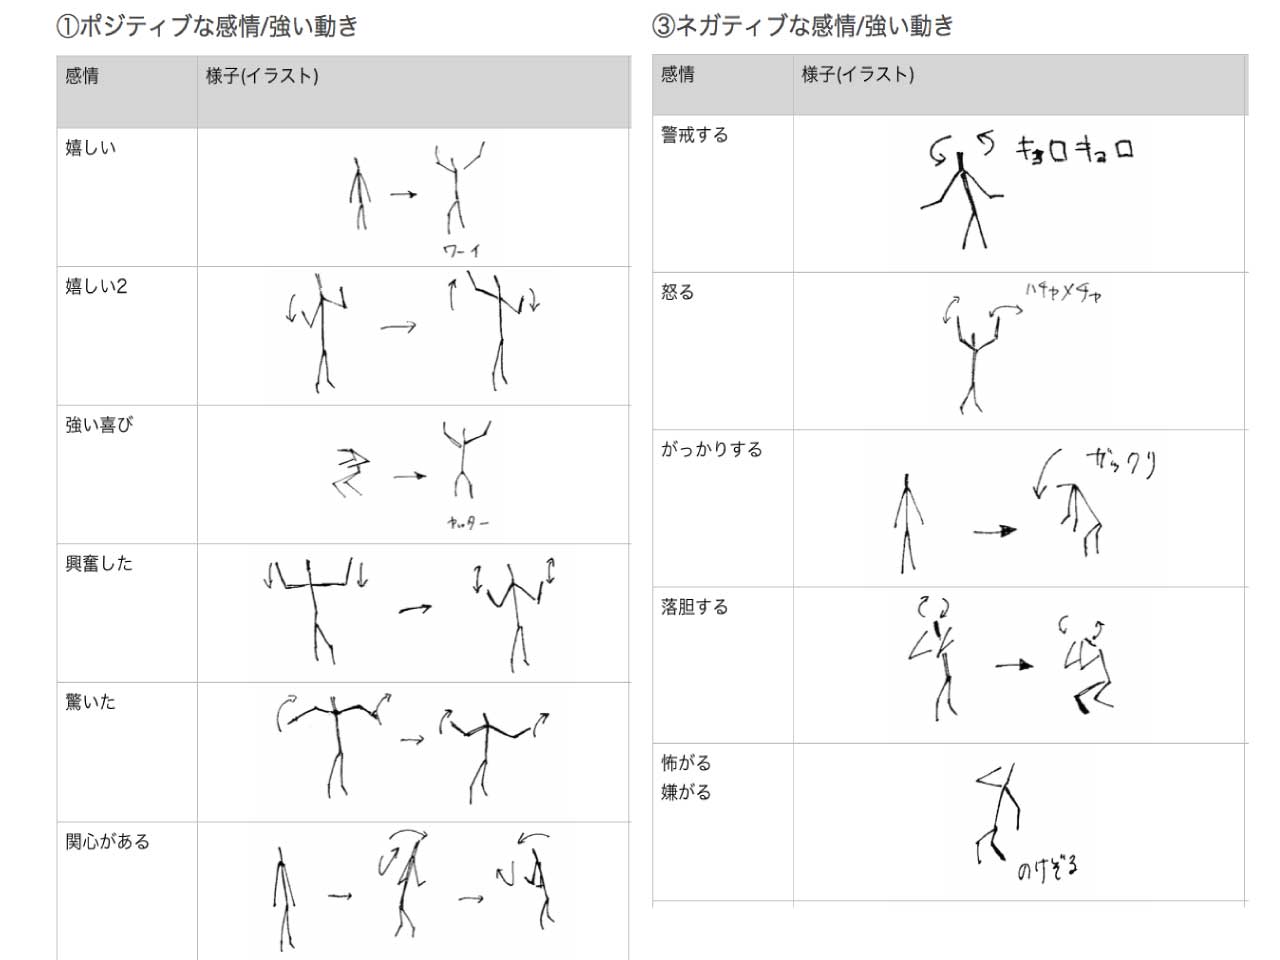 ①ポジティブな感情/強い動き
感情
様子(イラスト)
嬉しい
ワーイ
嬉しい2
強い喜び
ヤッター
興奮した
驚いた
関心がある
③ネガティブな感情/強い動き
感情
様子(イラスト)
警戒する
キョロキョロ
怒る
ハチャメチャ
がっかりする
ガックリ
落胆する
怖がる
嫌がる
のけぞる